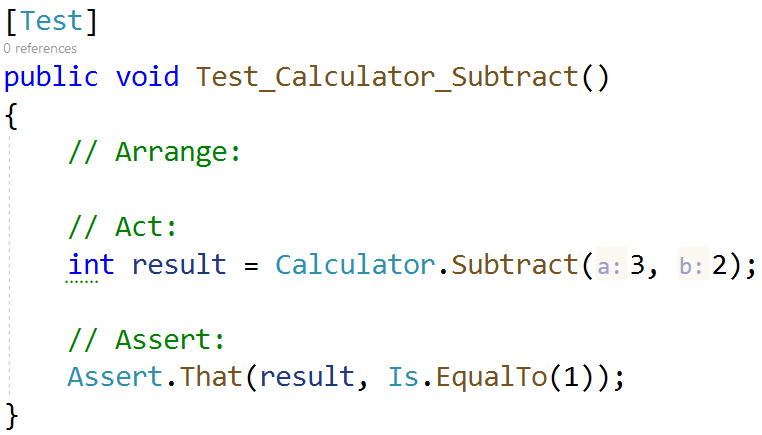 [Test]
0 references
public void Test_Calculator_Subtract()
{
// Arrange:
// Act:
int result = Calculator.Subtract(a: 3, b: 2);
// Assert:
Assert.That(result, Is.EqualTo(1));
}